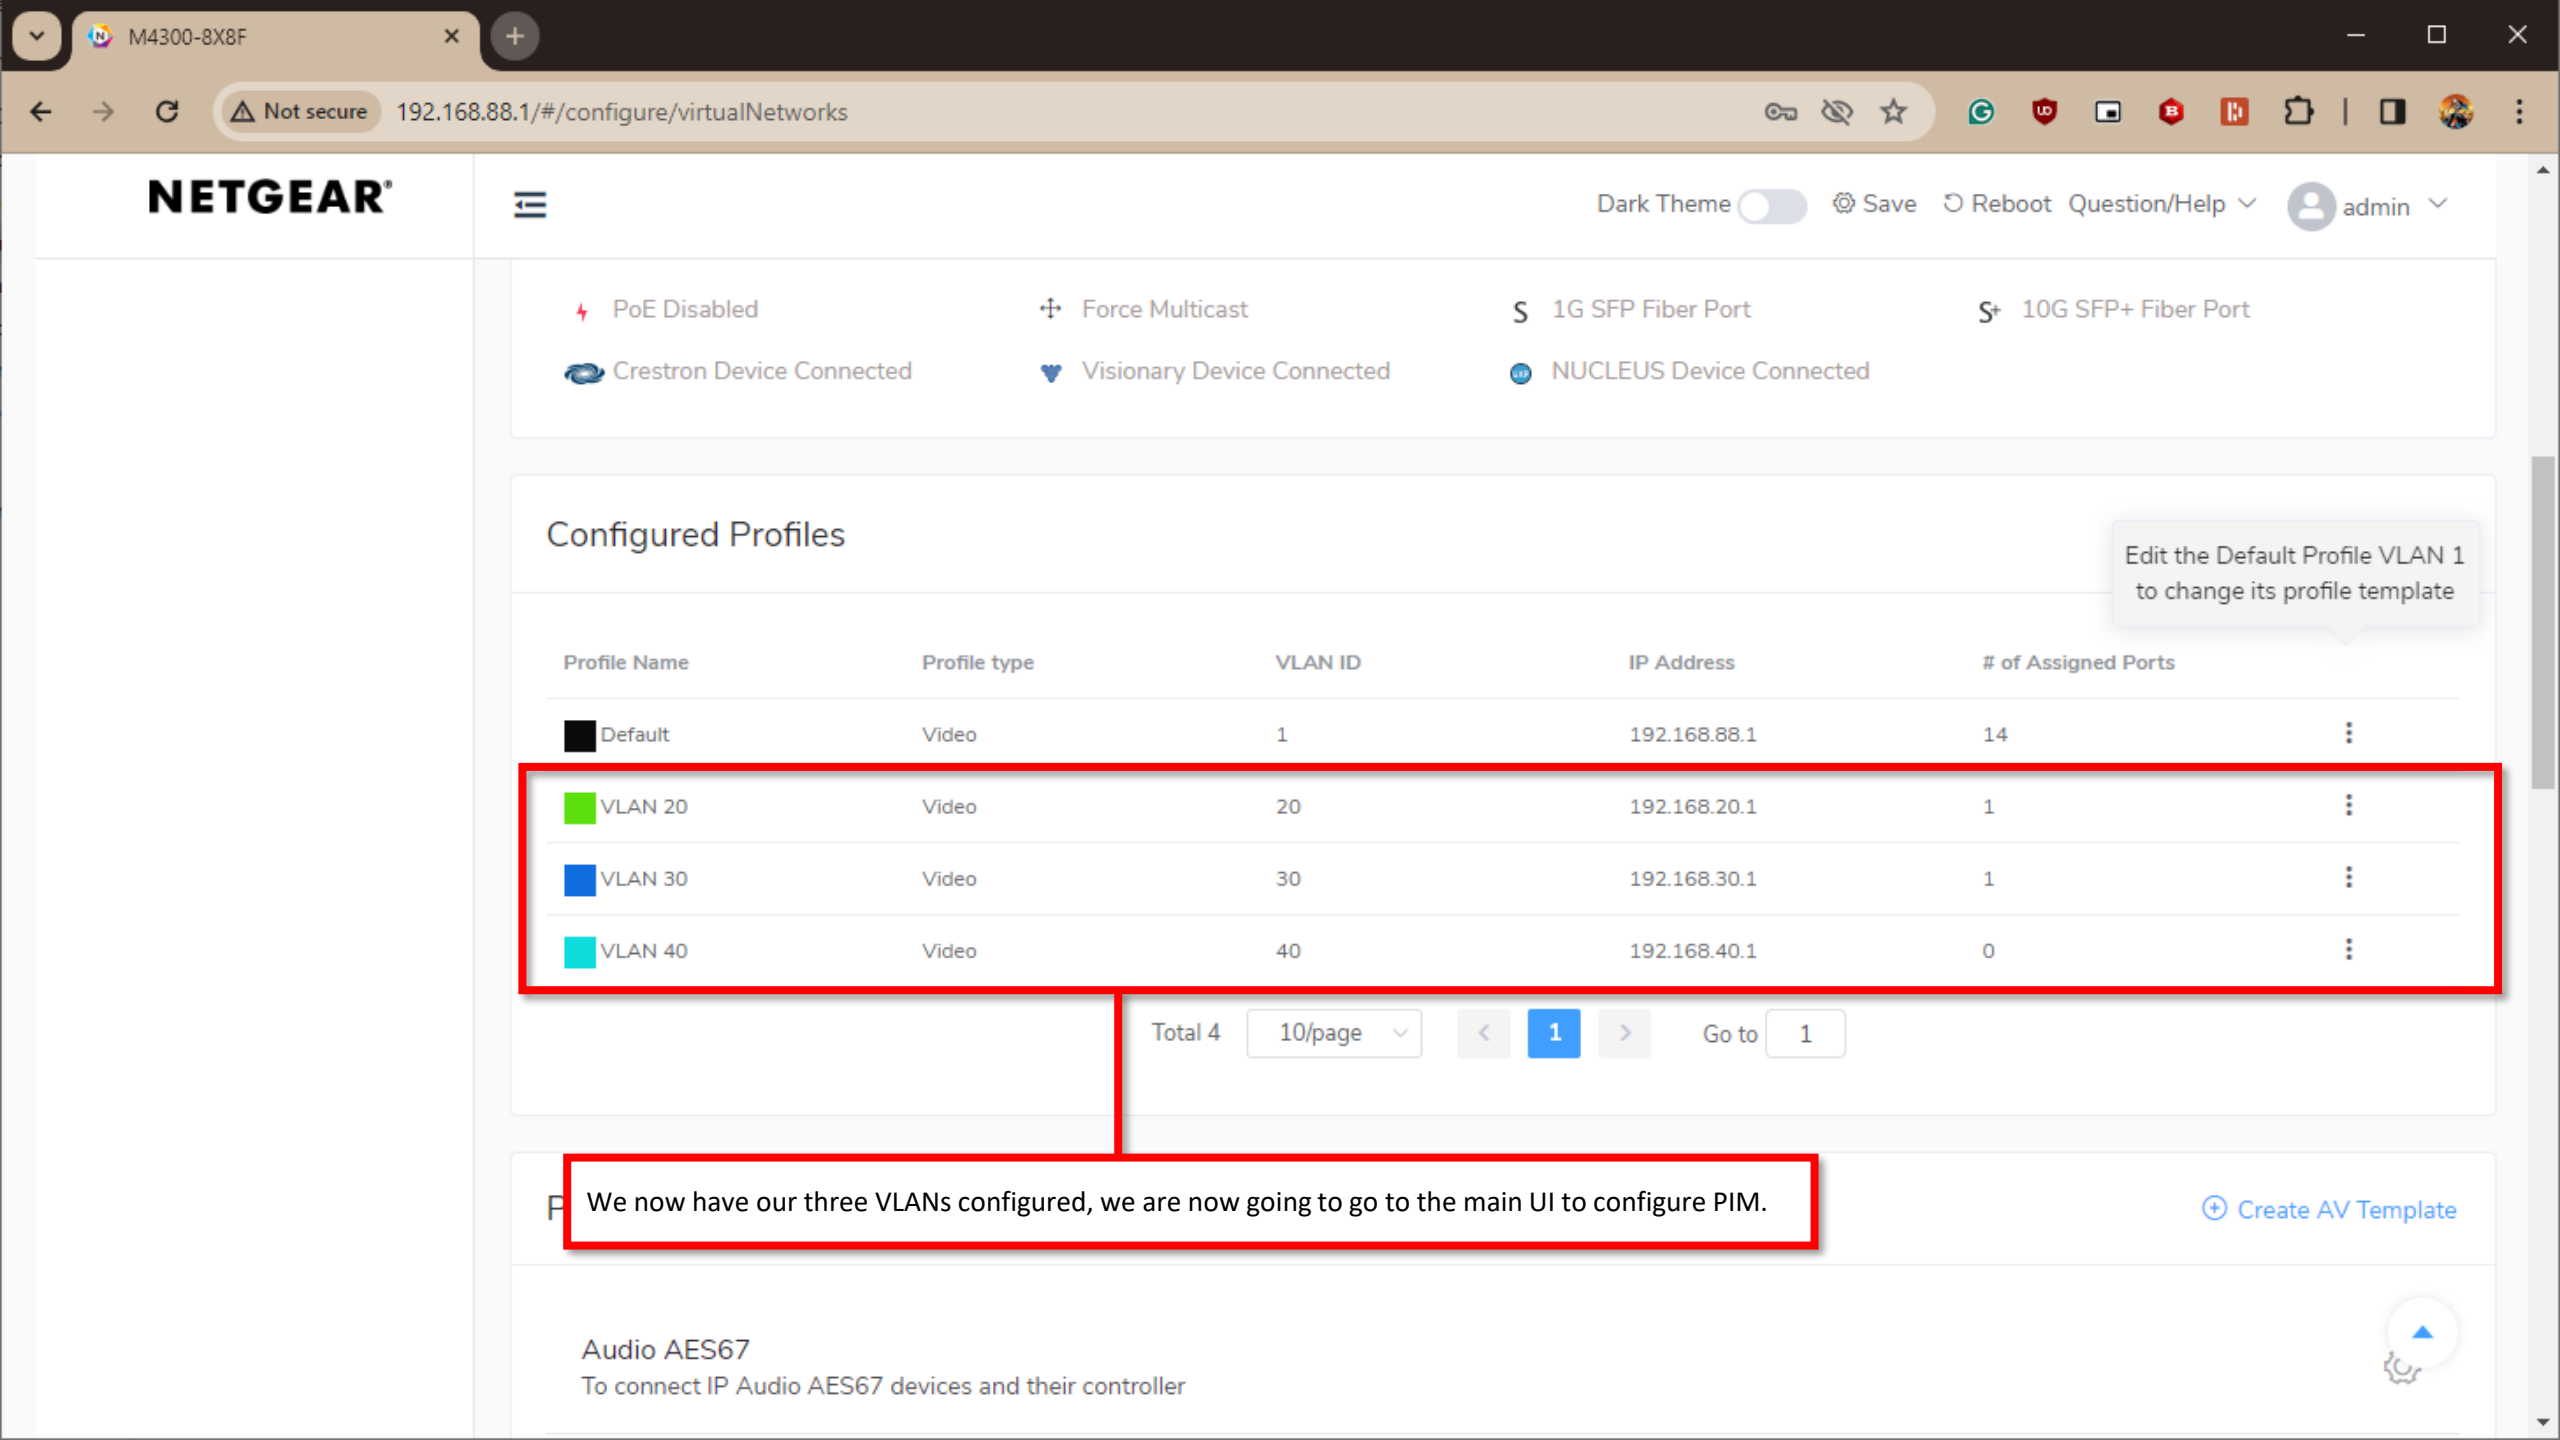 M4300-8X8F
Not secure 192.168.88.1/#/configure/virtualNetworks
NETGEAR®
Dark Theme Save Reboot Question/Help admin
PoE Disabled Force Multicast S 1G SFP Fiber Port S+ 10G SFP+ Fiber Port
Crestron Device Connected Visionary Device Connected NUCLEUS Device Connected
Configured Profiles
Edit the Default Profile VLAN 1
to change its profile template
Profile Name Profile type VLAN ID IP Address # of Assigned Ports
Default Video 1 192.168.88.1 14
VLAN 20 Video 20 192.168.20.1 1
VLAN 30 Video 30 192.168.30.1 1
VLAN 40 Video 40 192.168.40.1 0
Total 4 10/page 1 Go to 1
We now have our three VLANs configured, we are now going to go to the main UI to configure PIM.
Create AV Template
Audio AES67
To connect IP Audio AES67 devices and their controller